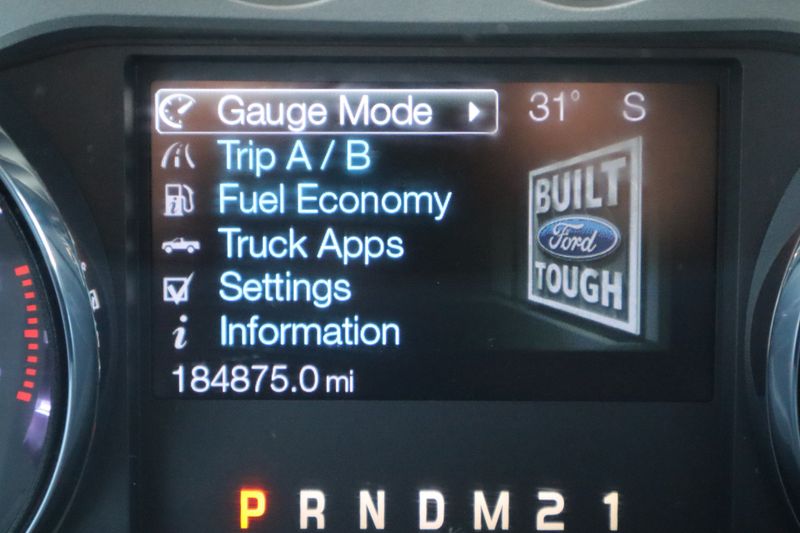 Gauge Mode 31° S
Trip A / B
Fuel Economy
Truck Apps
Settings
Information
184875.0 mi
BUILT
Ford
TOUGH
P R N D M 2 1